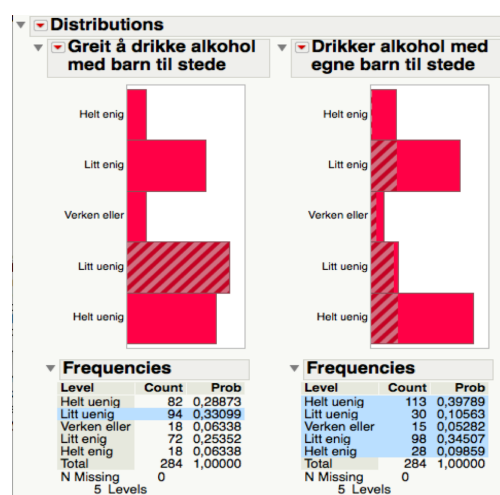 Distributions
Greit å drikke alkohol
med barn til stede
Helt enig
Litt enig
Verken eller
Litt uenig
Helt uenig
Frequencies
Level Count Prob
Helt uenig 82 0,28873
Litt uenig 94 0,33099
Verken eller 18 0,06338
Litt enig 72 0,25352
Helt enig 18 0,06338
Total 284 1,00000
N Missing 0
5 Levels
Drikker alkohol med
egne barn til stede
Helt enig
Litt enig
Verken eller
Litt uenig
Helt uenig
Frequencies
Level Count Prob
Helt uenig 113 0,39789
Litt uenig 30 0,10563
Verken eller 15 0,05282
Litt enig 98 0,34507
Helt enig 28 0,09859
Total 284 1,00000
N Missing 0
5 Levels